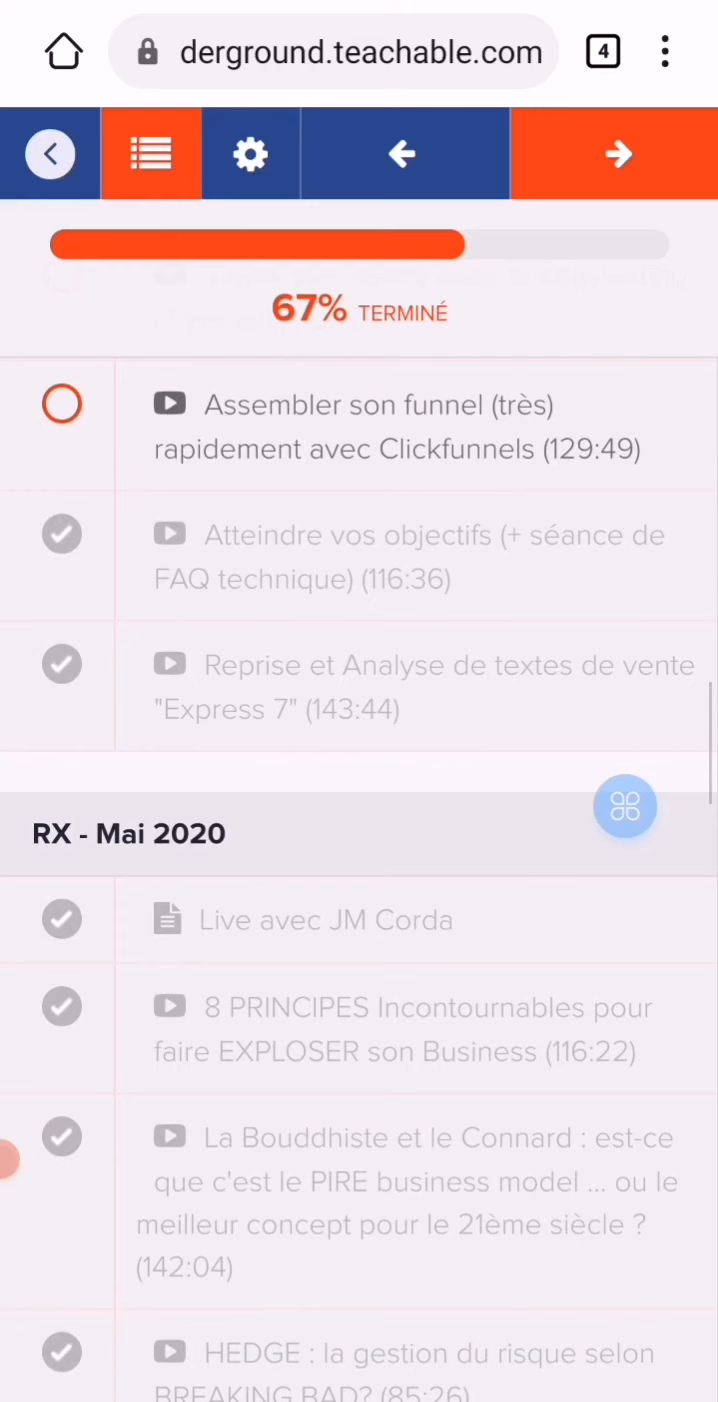 derground.teachable.com
4
67% TERMINÉ
Assembler son funnel (très)
rapidement avec Clickfunnels (129:49)
Atteindre vos objectifs (+ séance de
FAQ technique) (116:36)
Reprise et Analyse de textes de vente
"Express 7" (143:44)
RX - Mai 2020
Live avec JM Corda
8 PRINCIPES Incontournables pour
faire EXPLOSER son Business (116:22)
La Bouddhiste et le Connard : est-ce
que c'est le PIRE business model ... ou le
meilleur concept pour le 21ème siècle ?
(142:04)
HEDGE : la gestion du risque selon
BREAKING BAD? (85:26)